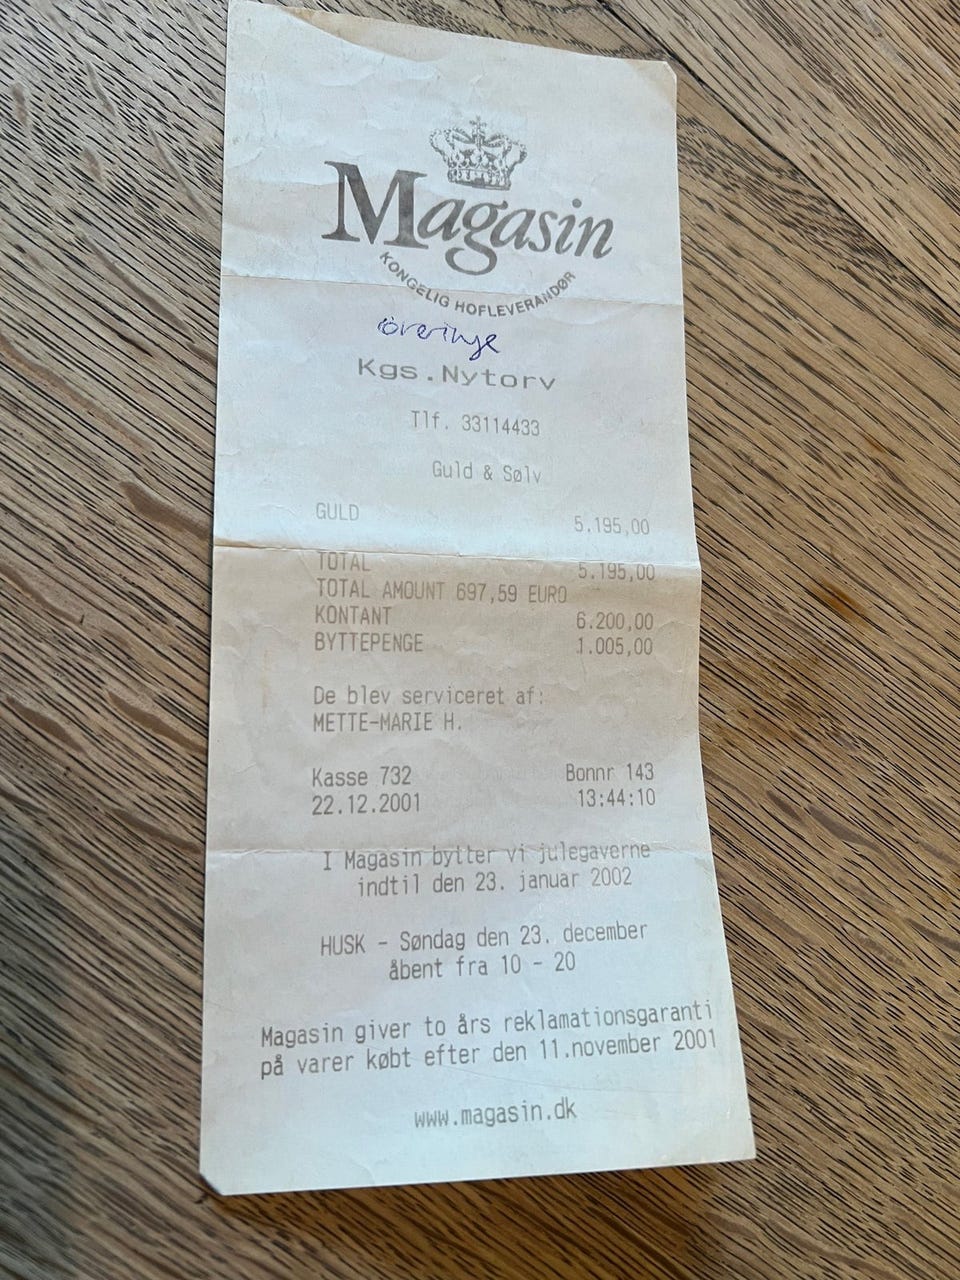 Magasin
KONGELIG HOFLEVERANDØR
øreringe
Kgs.Nytorv
Tlf. 33114433
Guld & Sølv
GULD 5.195,00
TOTAL 5.195,00
TOTAL AMOUNT 697,59 EURO
KONTANT 6.200,00
BYTTEPENGE 1.005,00
De blev serviceret af:
METTE-MARIE H.
Kasse 732 Bonnr 143
22.12.2001 13:44:10
I Magasin bytter vi julegaverne
indtil den 23. januar 2002
HUSK - Søndag den 23. december
åbent fra 10 - 20
Magasin giver to års reklamationsgaranti
på varer købt efter den 11.november 2001
www.magasin.dk